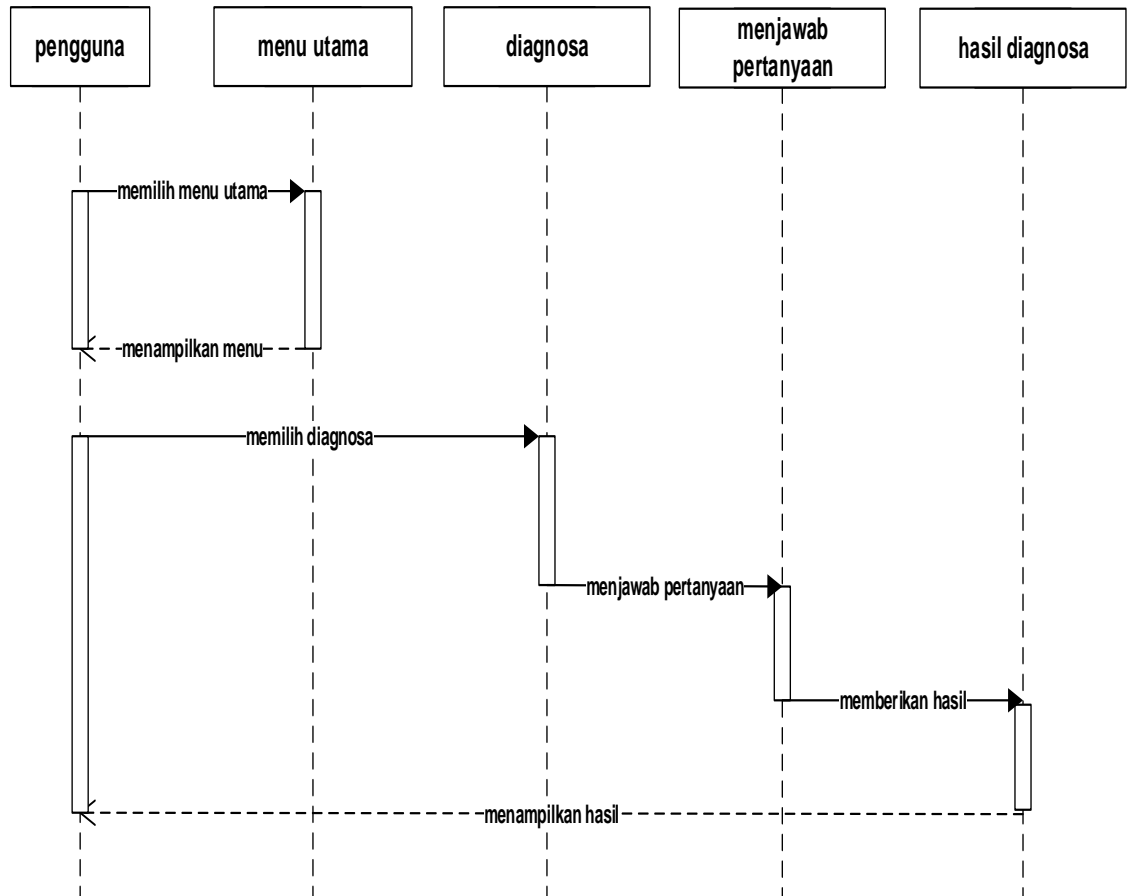 pengguna
menu utama
diagnosa
menjawab
pertanyaan
hasil diagnosa
memilih menu utama
menampilkan menu
memilih diagnosa
menjawab pertanyaan
memberikan hasil
menampilkan hasil